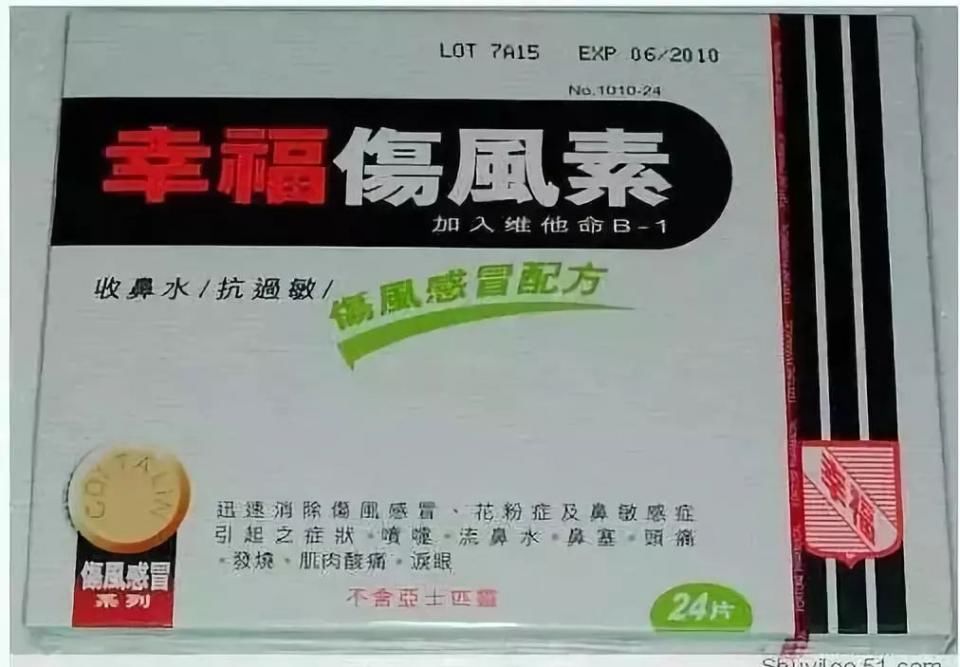 LOT 7A15 EXP 06/2010
No.1010-24
幸福傷風素
加入维他命B-1
收鼻水/抗過敏/傷風感冒配方
COLTALIN
迅速消除傷風感冒、花粉症及鼻敏感症
引起之症狀・噴嚏・流鼻水・鼻塞・頭痛
・發燒・肌肉酸痛・淚眼
傷風感冒
系列
不含亞士匹靈
24片
幸福